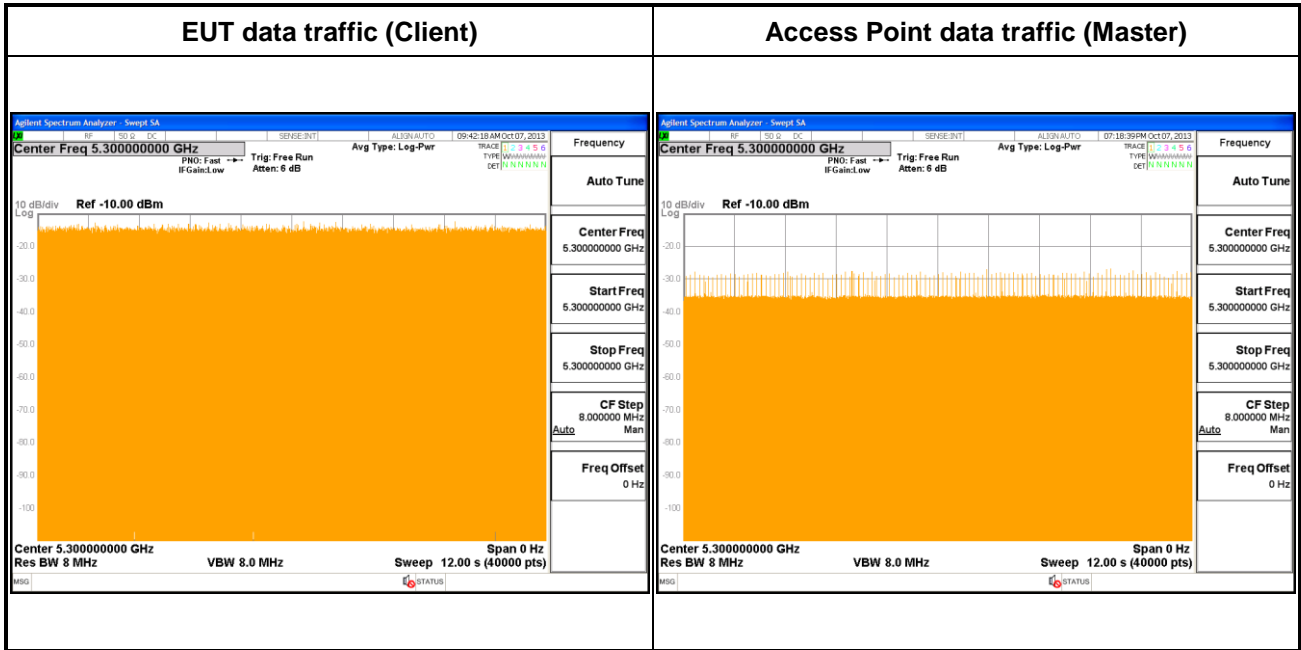 EUT data traffic (Client)
Access Point data traffic (Master)
Agilent Spectrum Analyzer - Swept SA
LXI RF 50 Ω DC SENSE:INT ALIGNAUTO 09:42:18 AM Oct 07, 2013
Center Freq 5.300000000 GHz
PNO: Fast
IFGain:Low
Trig: Free Run
Atten: 6 dB
Avg Type: Log-Pwr
TRACE 1 2 3 4 5 6
TYPE WWWWWWW
DET N N N N N N
10 dB/div Ref -10.00 dBm
Log
-20.0
-30.0
-40.0
-50.0
-60.0
-70.0
-80.0
-90.0
-100
Center 5.300000000 GHz Span 0 Hz
Res BW 8 MHz VBW 8.0 MHz Sweep 12.00 s (40000 pts)
MSG STATUS
Frequency
Auto Tune
Center Freq
5.300000000 GHz
Start Freq
5.300000000 GHz
Stop Freq
5.300000000 GHz
CF Step
8.000000 MHz
Auto Man
Freq Offset
0 Hz
Agilent Spectrum Analyzer - Swept SA
RF 50 Ω DC SENSE:INT ALIGNAUTO 07:18:39 PM Oct 07, 2013
Center Freq 5.300000000 GHz
PNO: Fast
IFGain:Low
Trig: Free Run
Atten: 6 dB
Avg Type: Log-Pwr
TRACE 1 2 3 4 5 6
TYPE WWWWWWW
DET N N N N N N
10 dB/div Ref -10.00 dBm
Log
-20.0
-30.0
-40.0
-50.0
-60.0
-70.0
-80.0
-90.0
-100
Center 5.300000000 GHz Span 0 Hz
Res BW 8 MHz VBW 8.0 MHz Sweep 12.00 s (40000 pts)
MSG STATUS
Frequency
Auto Tune
Center Freq
5.300000000 GHz
Start Freq
5.300000000 GHz
Stop Freq
5.300000000 GHz
CF Step
8.000000 MHz
Auto Man
Freq Offset
0 Hz